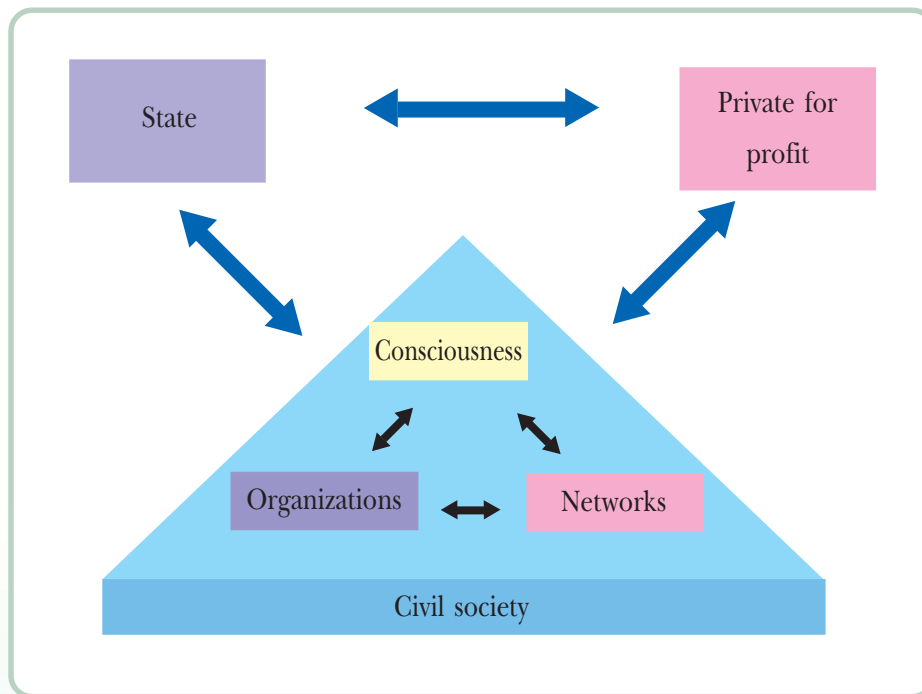 State
Private for
profit
Consciousness
Organizations
Networks
Civil society